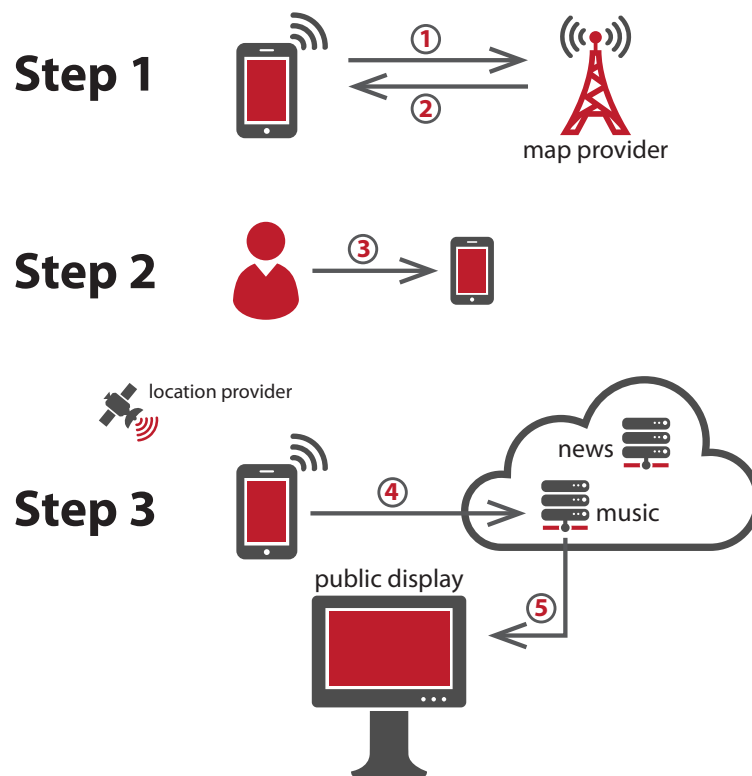 Step 1
1
2
map provider
Step 2
3
location provider
news
Step 3
4
music
public display
5